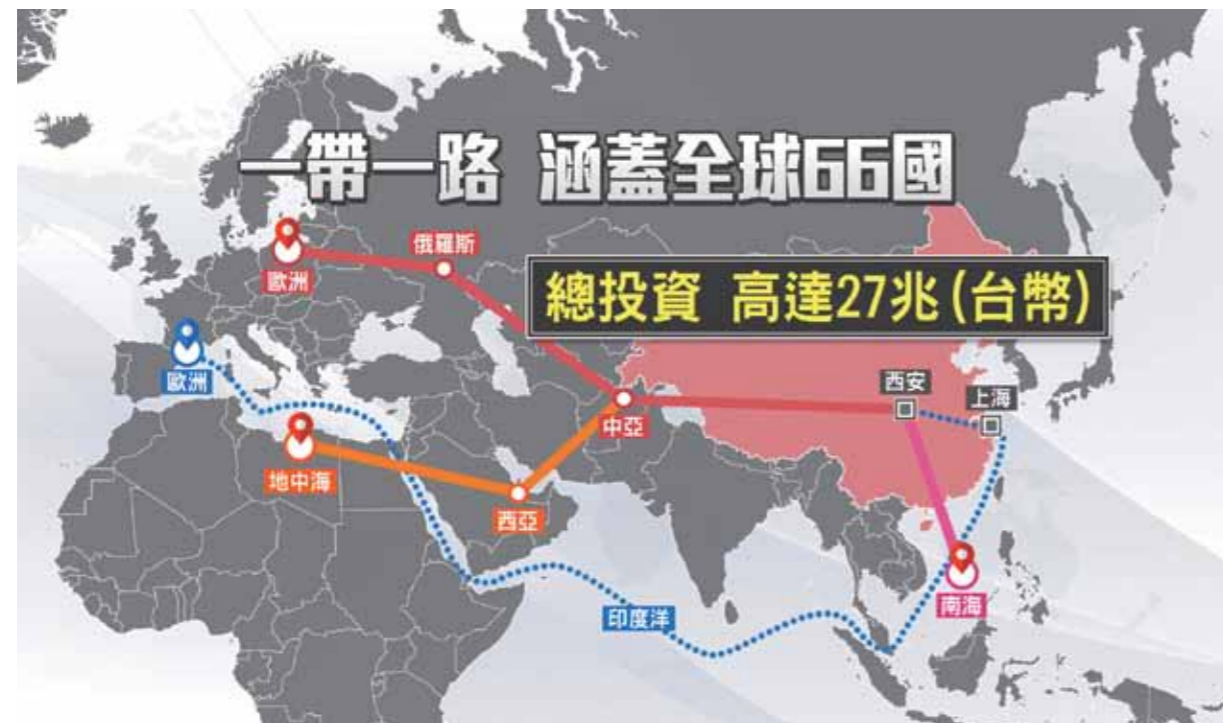 一帶一路 涵蓋全球66國
俄羅斯
歐洲
總投資 高達27兆(台幣)
歐洲
西安
上海
中亞
地中海
西亞
印度洋
南海